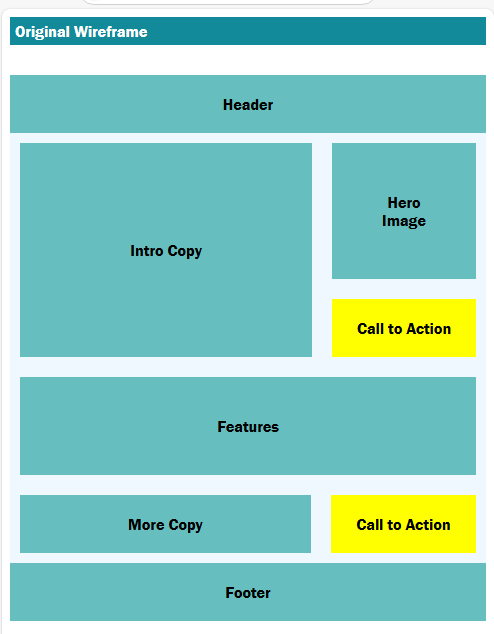 Original Wireframe
Header
Intro Copy
Hero
Image
Call to Action
Features
More Copy
Call to Action
Footer